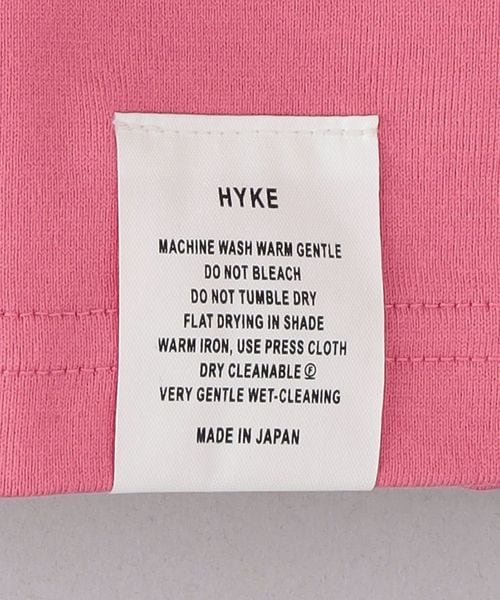 HYKE
MACHINE WASH WARM GENTLE
DO NOT BLEACH
DO NOT TUMBLE DRY
FLAT DRYING IN SHADE
WARM IRON, USE PRESS CLOTH
DRY CLEANABLE Ⓕ
VERY GENTLE WET-CLEANING
MADE IN JAPAN